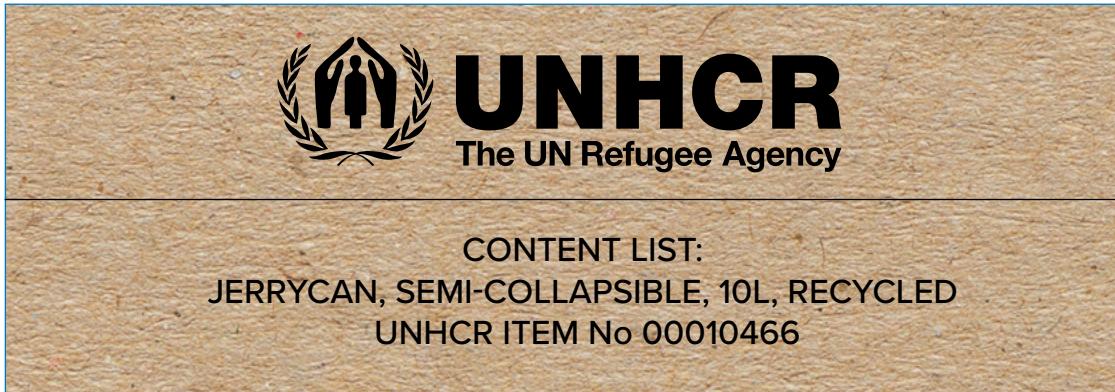 UNHCR
The UN Refugee Agency
CONTENT LIST:
JERRYCAN, SEMI-COLLAPSIBLE, 10L, RECYCLED
UNHCR ITEM No 00010466